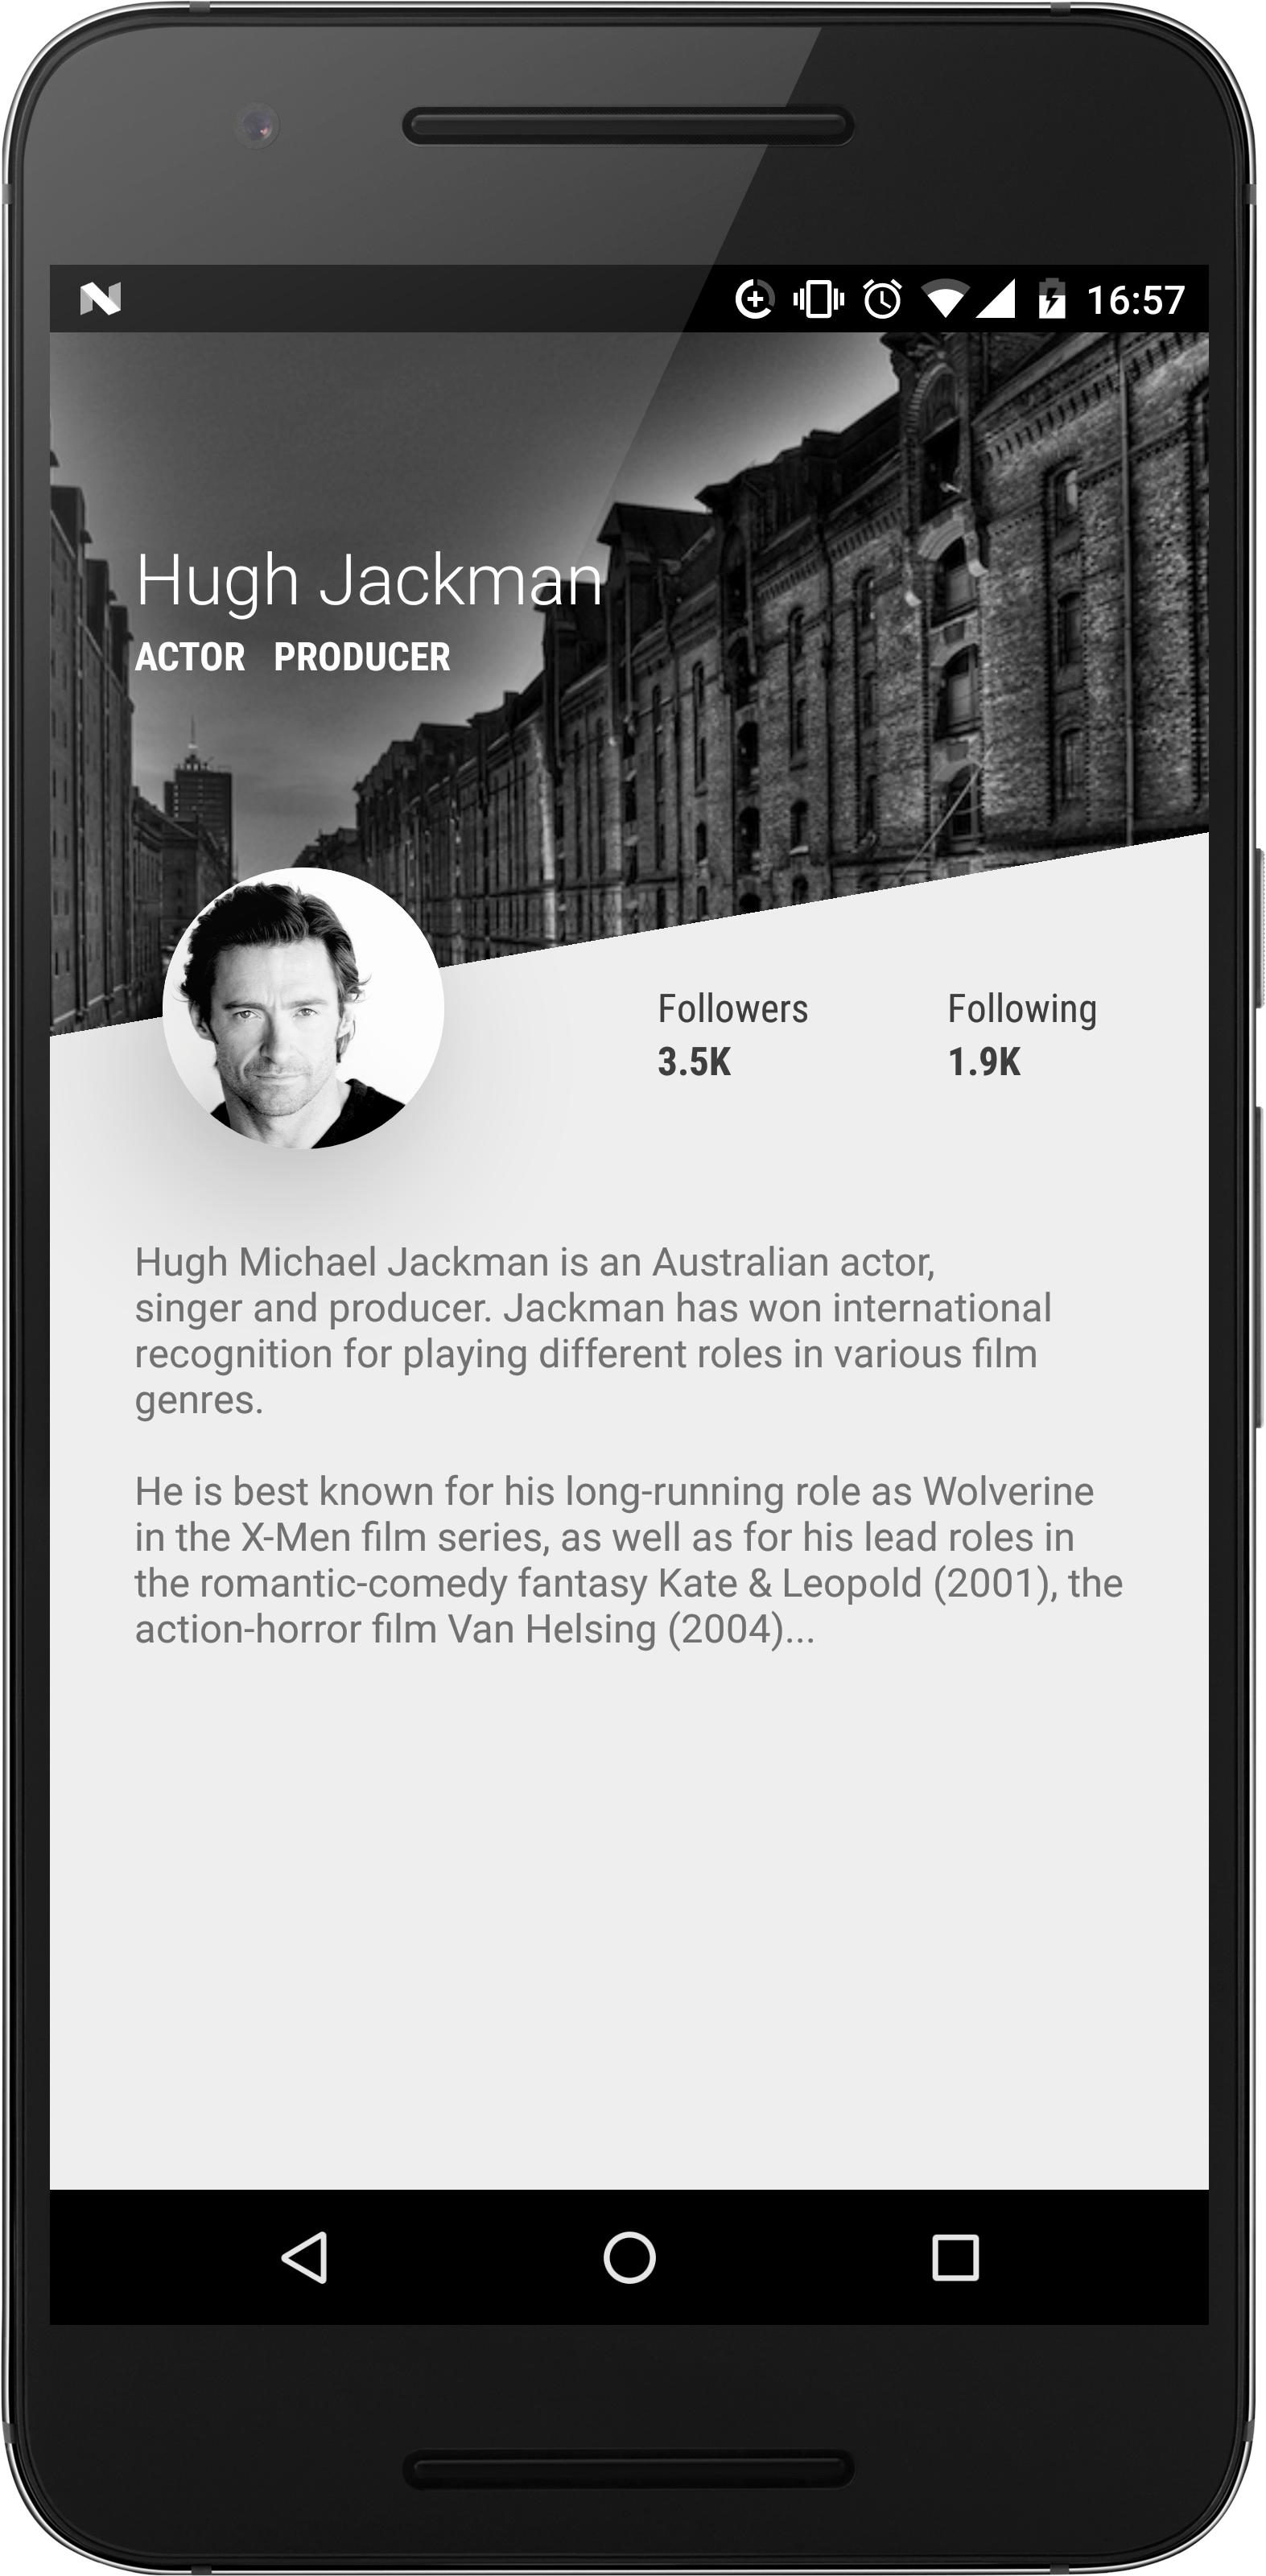 16:57
Hugh Jackman
ACTOR PRODUCER
Followers Following
3.5K 1.9K
Hugh Michael Jackman is an Australian actor,
singer and producer. Jackman has won international
recognition for playing different roles in various film
genres.
He is best known for his long-running role as Wolverine
in the X-Men film series, as well as for his lead roles in
the romantic-comedy fantasy Kate & Leopold (2001), the
action-horror film Van Helsing (2004)...